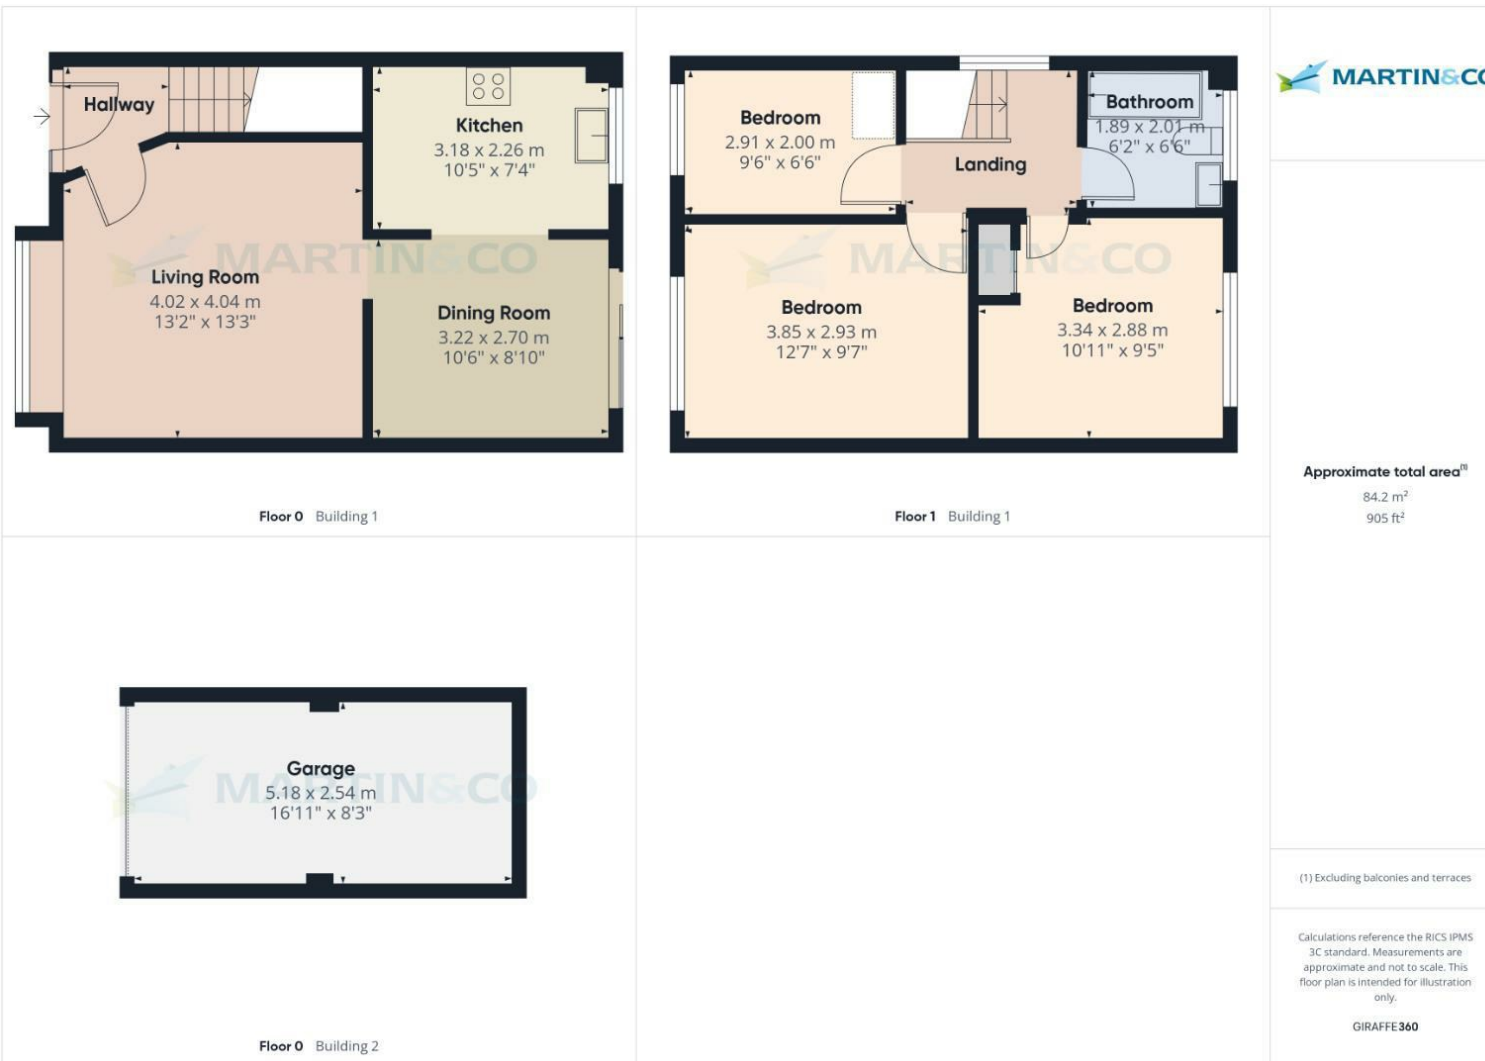 Hallway
Kitchen
3.18 x 2.26 m
10'5" x 7'4"
MARTIN&CO
Living Room
4.02 x 4.04 m
13'2" x 13'3"
Dining Room
3.22 x 2.70 m
10'6" x 8'10"
Floor 0 Building 1
Bedroom
2.91 x 2.00 m
9'6" x 6'6"
Bathroom
1.89 x 2.01 m
6'2" x 6'6"
Landing
MARTIN&CO
Bedroom
3.85 x 2.93 m
12'7" x 9'7"
Bedroom
3.34 x 2.88 m
10'11" x 9'5"
Floor 1 Building 1
MARTIN&CO
Garage
5.18 x 2.54 m
16'11" x 8'3"
Floor 0 Building 2
MARTIN&CO
Approximate total area(1)
84.2 m²
905 ft²
(1) Excluding balconies and terraces
Calculations reference the RICS IPMS
3C standard. Measurements are
approximate and not to scale. This
floor plan is intended for illustration
only.
GIRAFFE360